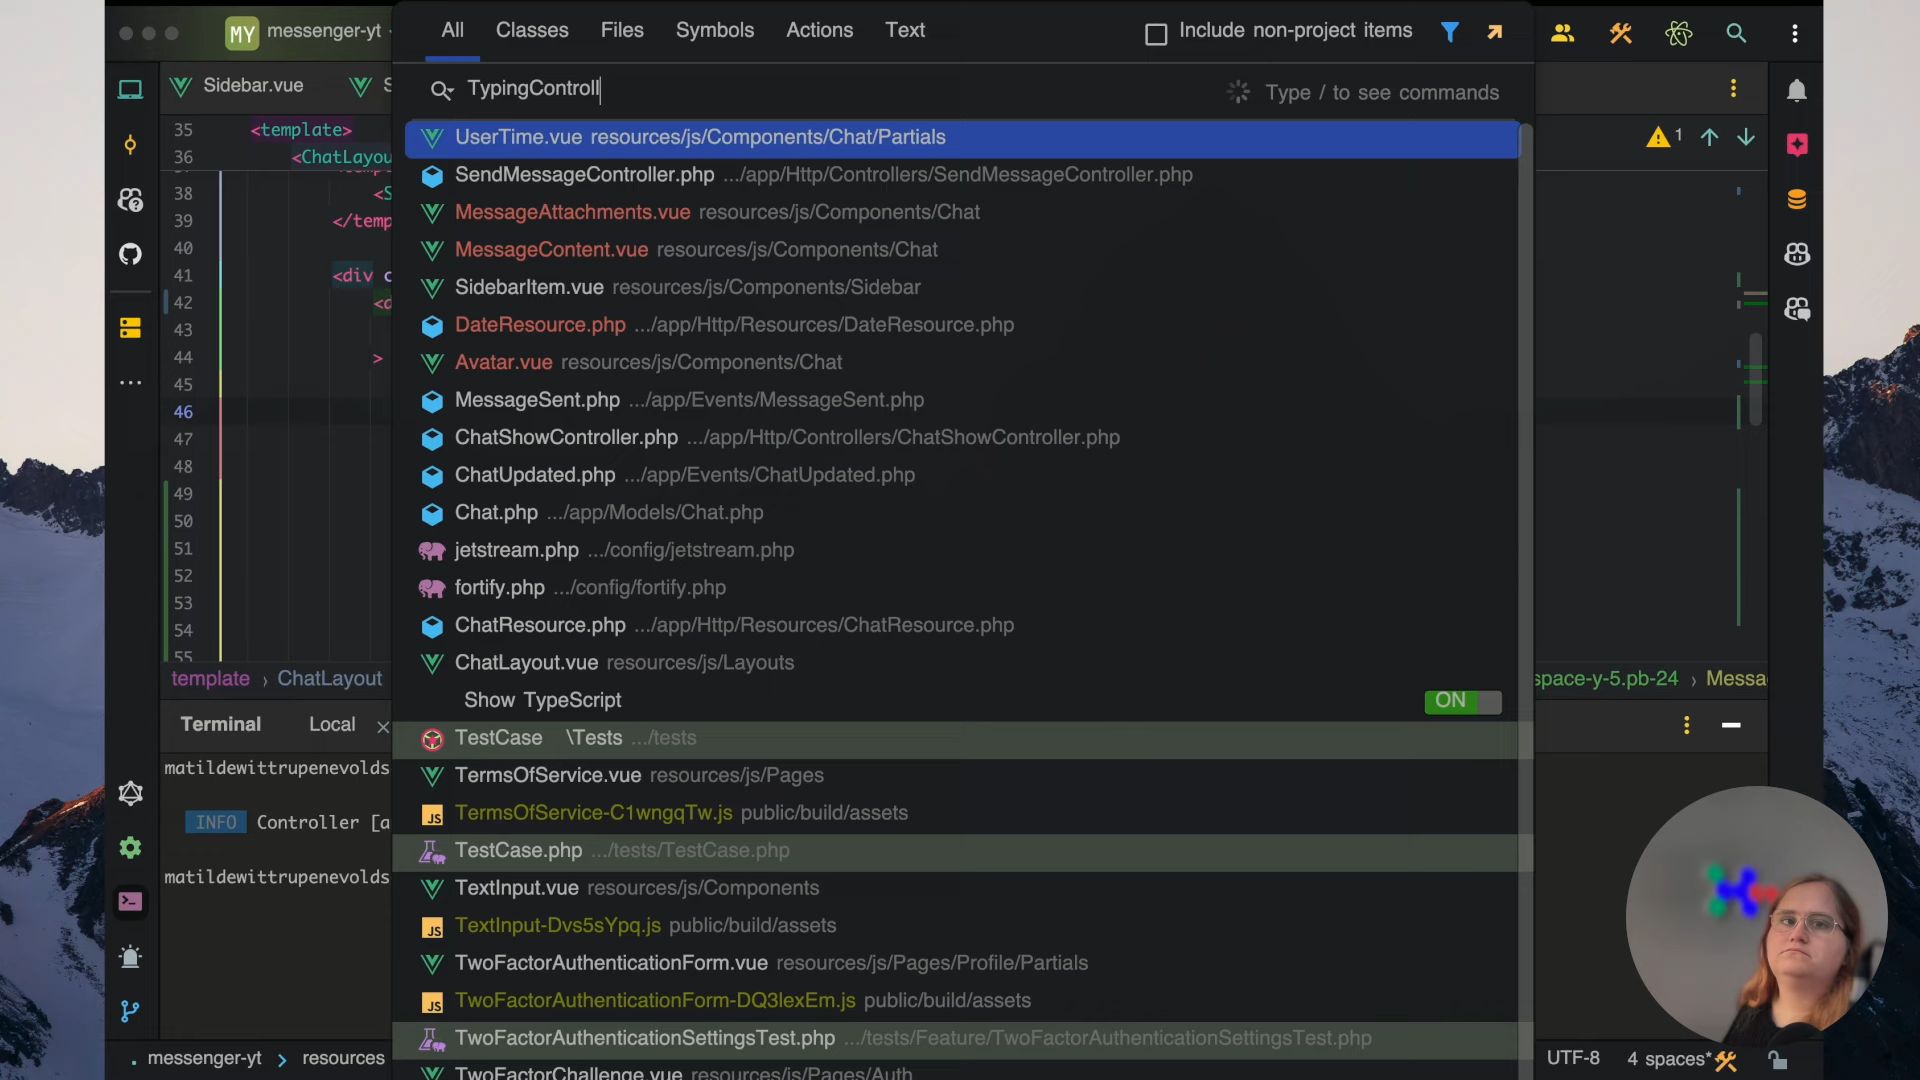 MY messenger-yt
All Classes Files Symbols Actions Text Include non-project items
Sidebar.vue S
TypingControll Type / to see commands
35 <template>
36 <ChatLayou
38 <S
39 </temp
40
41 <div c
42
43
44 >
45
46
47
48
49
50
51
52
53
54
55
1
UserTime.vue resources/js/Components/Chat/Partials
SendMessageController.php .../app/Http/Controllers/SendMessageController.php
MessageAttachments.vue resources/js/Components/Chat
MessageContent.vue resources/js/Components/Chat
SidebarItem.vue resources/js/Components/Sidebar
DateResource.php .../app/Http/Resources/DateResource.php
Avatar.vue resources/js/Components/Chat
MessageSent.php .../app/Events/MessageSent.php
ChatShowController.php .../app/Http/Controllers/ChatShowController.php
ChatUpdated.php .../app/Events/ChatUpdated.php
Chat.php .../app/Models/Chat.php
jetstream.php .../config/jetstream.php
fortify.php .../config/fortify.php
ChatResource.php .../app/Http/Resources/ChatResource.php
ChatLayout.vue resources/js/Layouts
Show TypeScript ON
TestCase \Tests .../tests
TermsOfService.vue resources/js/Pages
TermsOfService-C1wngqTw.js public/build/assets
TestCase.php .../tests/TestCase.php
TextInput.vue resources/js/Components
TextInput-Dvs5sYpq.js public/build/assets
TwoFactorAuthenticationForm.vue resources/js/Pages/Profile/Partials
TwoFactorAuthenticationForm-DQ3lexEm.js public/build/assets
TwoFactorAuthenticationSettingsTest.php .../tests/Feature/TwoFactorAuthenticationSettingsTest.php
TwoFactorChallenge.vue resources/js/Pages/Auth
template › ChatLayout
space-y-5.pb-24 › Messa
Terminal Local
matildewittrupenevolds
INFO Controller [a
matildewittrupenevolds
messenger-yt › resources
UTF-8 4 spaces*